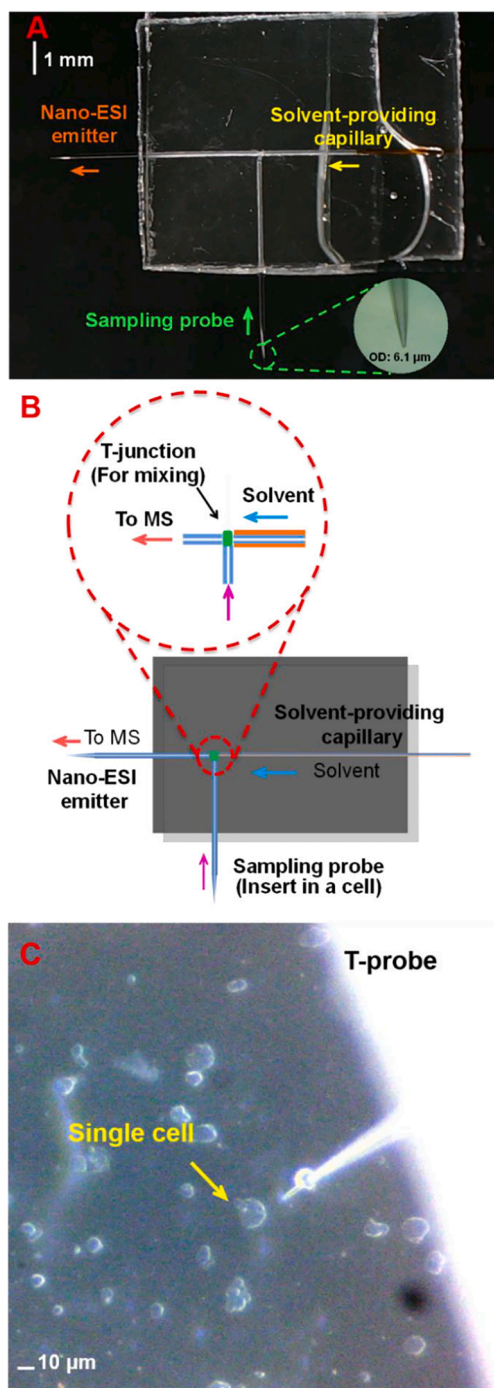 A
1 mm
Nano-ESI
emitter
Solvent-providing
capillary
Sampling probe
OD: 6.1 µm
B
T-junction
(For mixing)
Solvent
To MS
Solvent-providing
capillary
To MS
Solvent
Nano-ESI
emitter
Sampling probe
(Insert in a cell)
C
T-probe
Single cell
10 µm